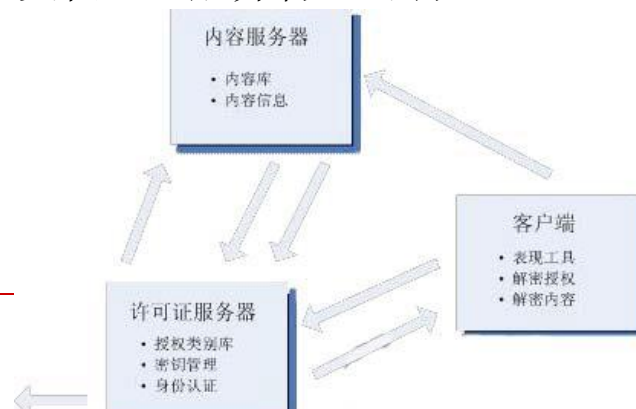 内容服务器
• 内容库
• 内容信息
客户端
• 表现工具
• 解密授权
• 解密内容
许可证服务器
• 授权类别库
• 密钥管理
• 身份认证